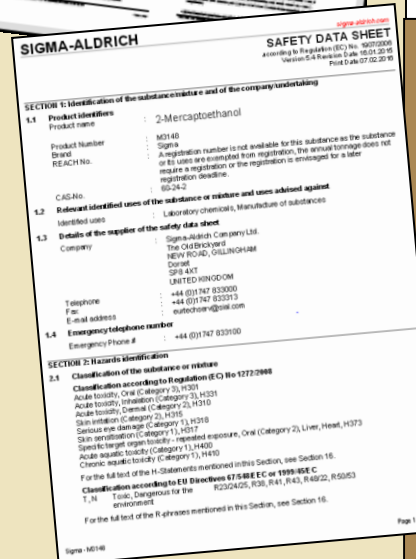 sigma-aldrich.com
SIGMA-ALDRICH
SAFETY DATA SHEET
according to Regulation (EC) No. 1907/2006
Version 5.4 Revision Date 18.01.2016
Print Date 07.02.2016
SECTION 1: Identification of the substance/mixture and of the company/undertaking
1.1 Product identifiers
Product name : 2-Mercaptoethanol
Product Number : M3148
Brand : Sigma
REACH No. : A registration number is not available for this substance as the substance
or its uses are exempted from registration, the annual tonnage does not
require a registration or the registration is envisaged for a later
registration deadline.
CAS-No. : 60-24-2
1.2 Relevant identified uses of the substance or mixture and uses advised against
Identified uses : Laboratory chemicals, Manufacture of substances
1.3 Details of the supplier of the safety data sheet
Company : Sigma-Aldrich Company Ltd.
The Old Brickyard
NEW ROAD, GILLINGHAM
Dorset
SP8 4XT
UNITED KINGDOM
Telephone : +44 (0)1747 833000
Fax : +44 (0)1747 833313
E-mail address : eurtechserv@sial.com
1.4 Emergency telephone number
Emergency Phone # : +44 (0)1747 833100
SECTION 2: Hazards identification
2.1 Classification of the substance or mixture
Classification according to Regulation (EC) No 1272/2008
Acute toxicity, Oral (Category 3), H301
Acute toxicity, Inhalation (Category 3), H331
Acute toxicity, Dermal (Category 2), H310
Skin irritation (Category 2), H315
Serious eye damage (Category 1), H318
Skin sensitisation (Category 1), H317
Specific target organ toxicity - repeated exposure, Oral (Category 2), Liver, Heart, H373
Acute aquatic toxicity (Category 1), H400
Chronic aquatic toxicity (Category 1), H410
For the full text of the H-Statements mentioned in this Section, see Section 16.
Classification according to EU Directives 67/548/EEC or 1999/45/EC
T, N Toxic, Dangerous for the R23/24/25, R38, R41, R43, R48/22, R50/53
environment
For the full text of the R-phrases mentioned in this Section, see Section 16.
Sigma - M3148
Page 1